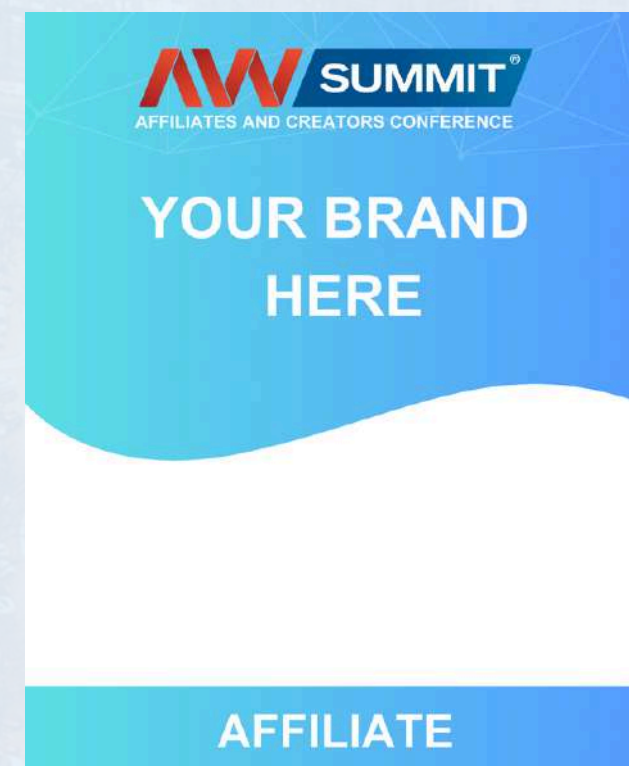 AW SUMMIT®
AFFILIATES AND CREATORS CONFERENCE
YOUR BRAND
HERE
AFFILIATE